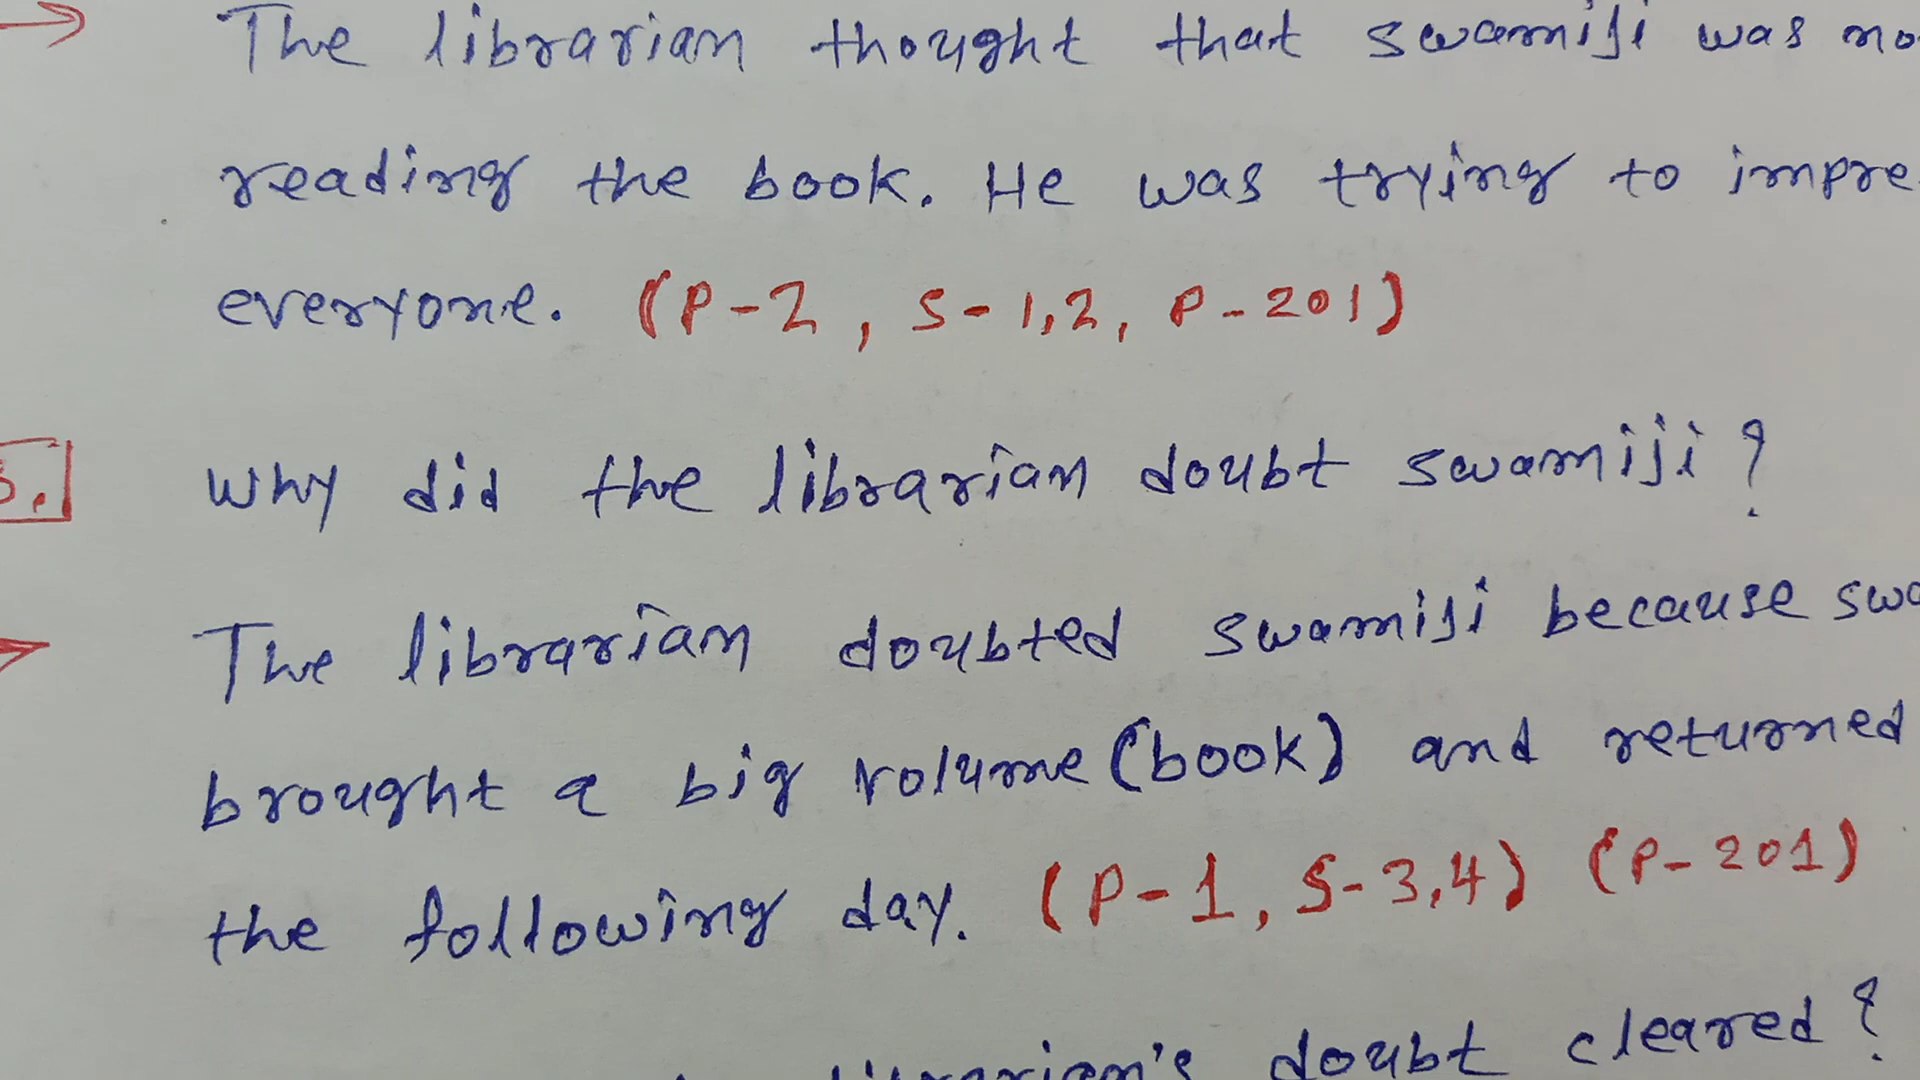 → The librarian thought that swamiji was
reading the book. He was trying to
everyone. (P-2, S-1,2, P-201)
Why did the librarian doubt swamiji?
The librarian doubted swamiji because
brought a big volume (book) and returned
the following day. (P-1, S-3,4) (P-201)
librarian's doubt cleared?